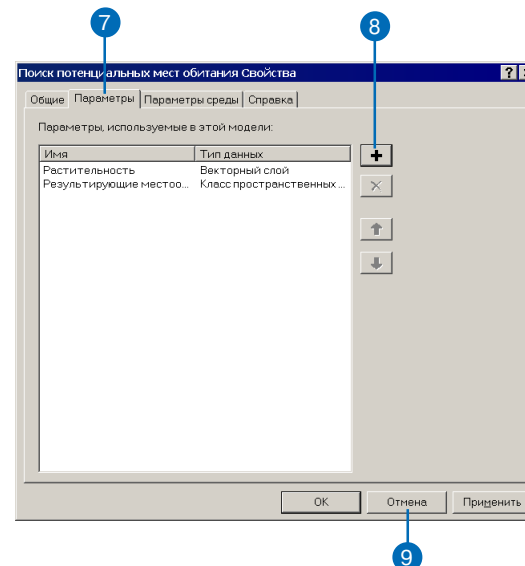 7
8
Поиск потенциальных мест обитания Свойства
Общие Параметры Параметры среды Справка
Параметры, используемые в этой модели:
Имя Тип данных
Растительность Векторный слой
Результирующие местоо... Класс пространственных ...
OK Отмена Применить
9